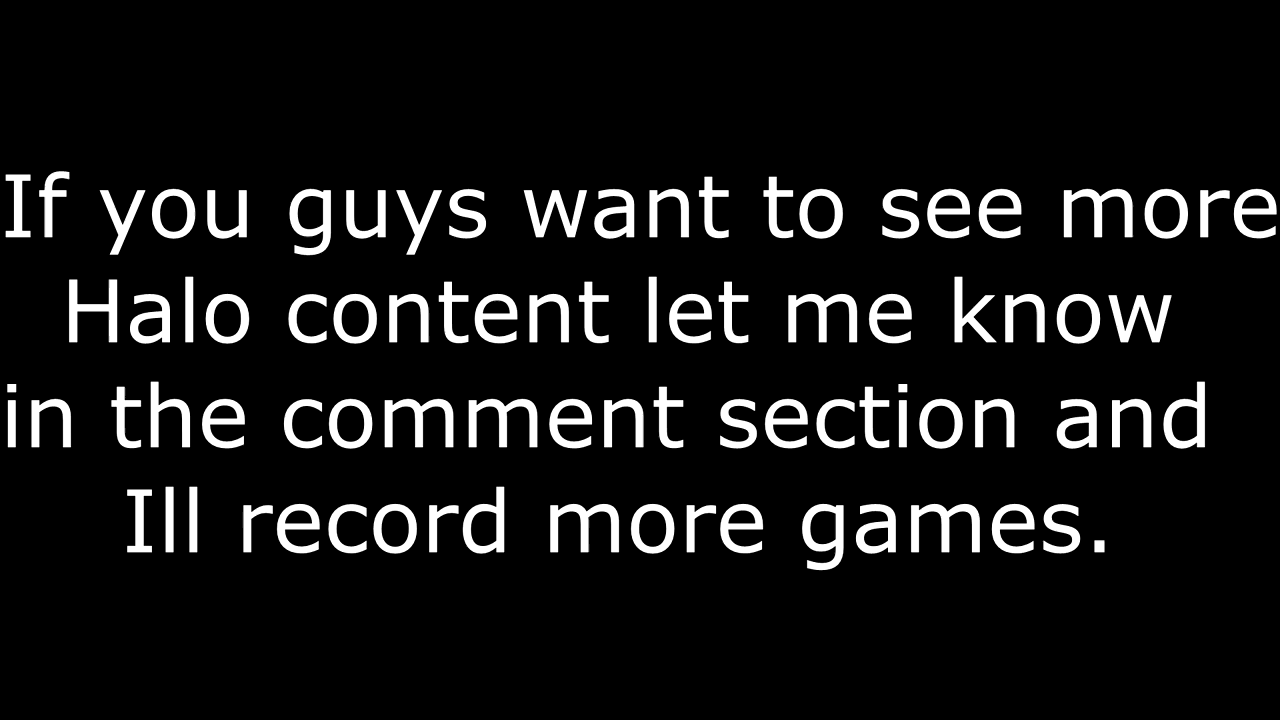 If you guys want to see more
Halo content let me know
in the comment section and
Ill record more games.